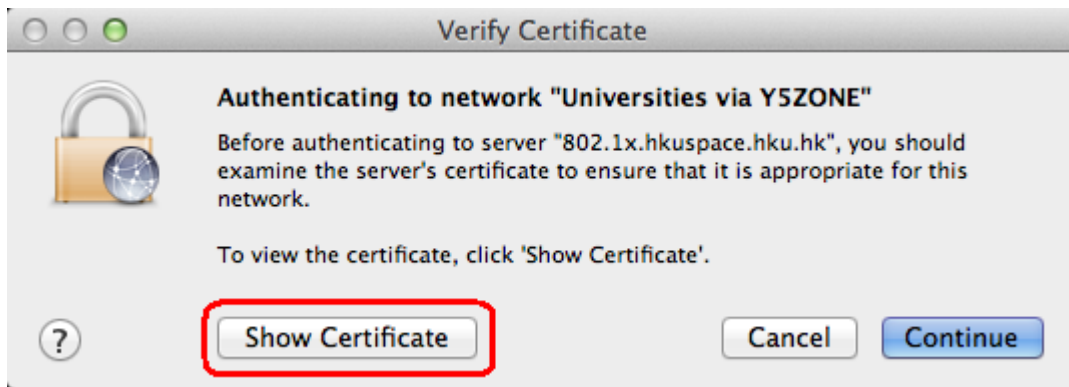 Verify Certificate
Authenticating to network "Universities via Y5ZONE"
Before authenticating to server "802.1x.hkuspace.hku.hk", you should
examine the server's certificate to ensure that it is appropriate for this
network.
To view the certificate, click 'Show Certificate'.
?
Show Certificate
Cancel
Continue